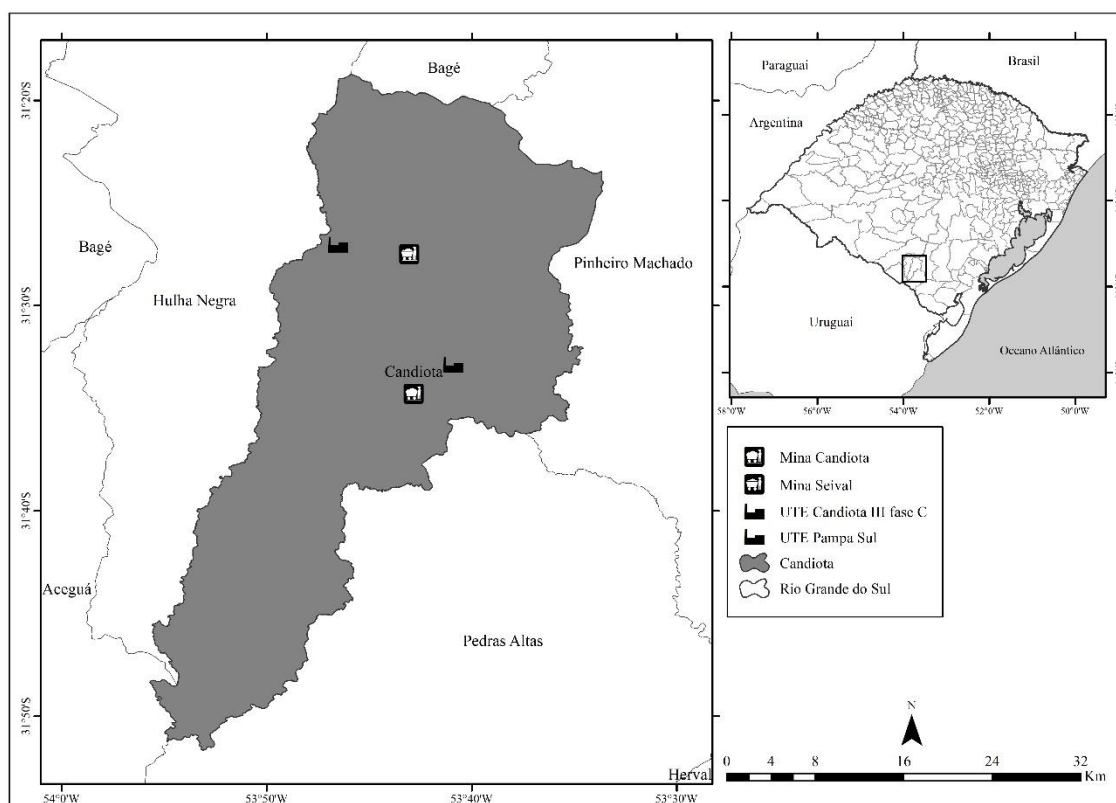 Bagé
31°20'S
Bagé
Hulha Negra
Pinheiro Machado
31°30'S
Candiota
31°40'S
Aceguá
Pedras Altas
31°50'S
Herval
54°0'W
53°50'W
53°40'W
53°30'W
Paraguai
Brasil
Argentina
Uruguai
Oceano Atlântico
58°0'W
56°0'W
54°0'W
52°0'W
50°0'W
Mina Candiota
Mina Seival
UTE Candiota III fase C
UTE Pampa Sul
Candiota
Rio Grande do Sul
N
0 2 4 8 16 24 32
Km